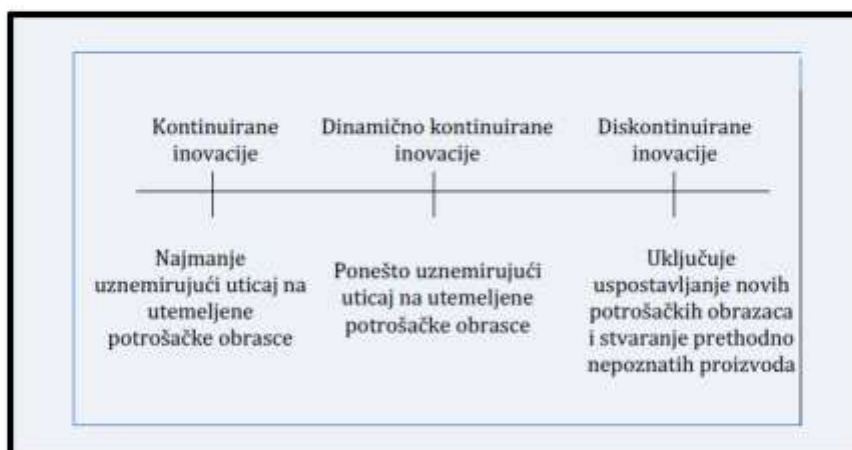 Kontinuirane
inovacije
Dinamično kontinuirane
inovacije
Diskontinuirane
inovacije
Najmanje
uznemirujući uticaj na
utemeljene
potrošačke obrasce
Ponešto uznemirujući
uticaj na utemeljene
potrošačke obrasce
Uključuje
uspostavljanje novih
potrošačkih obrazaca
i stvaranje prethodno
nepoznatih proizvoda